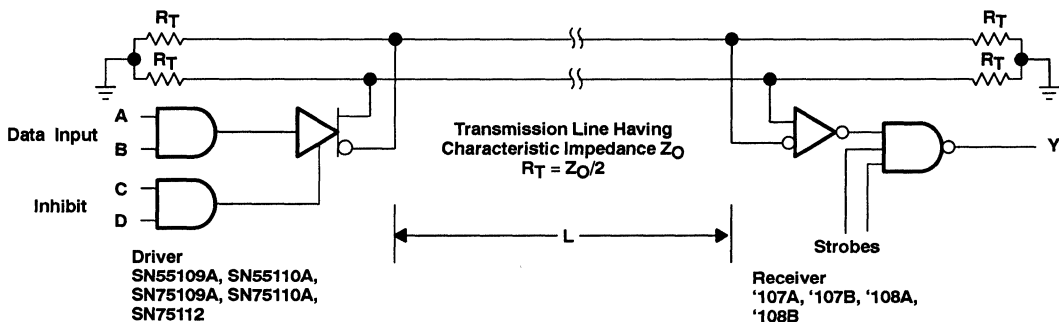 RT
RT
RT
RT
A
Data Input
B
C
Inhibit
D
Transmission Line Having
Characteristic Impedance ZO
RT = ZO/2
Y
L
Strobes
Driver
SN55109A, SN55110A,
SN75109A, SN75110A,
SN75112
Receiver
‘107A, ‘107B, ‘108A,
‘108B